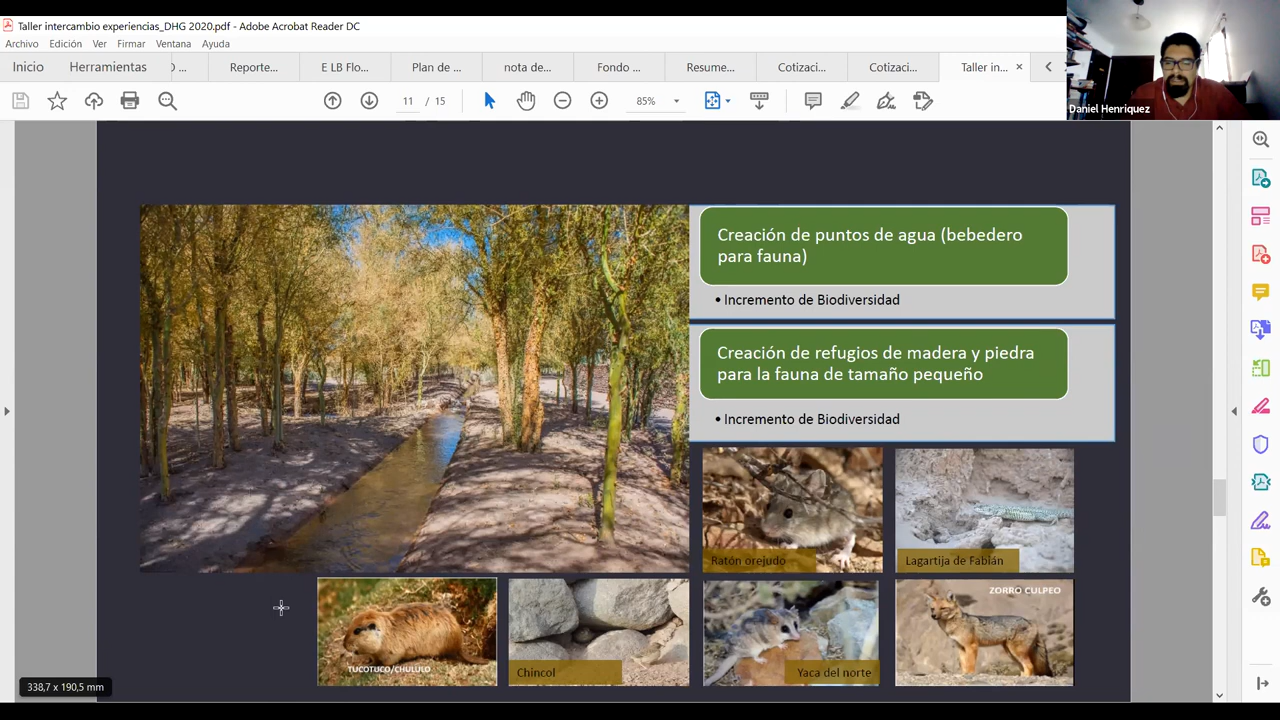 Taller intercambio experiencias_DHG 2020.pdf - Adobe Acrobat Reader DC
Archivo Edición Ver Firmar Ventana Ayuda
Inicio Herramientas O ... Reporte... E LB Flo... Plan de ... nota de... Fondo ... Resume... Cotizaci... Cotizaci... Taller in... ×
11 / 15 85%
Daniel Henriquez
Creación de puntos de agua (bebedero
para fauna)
• Incremento de Biodiversidad
Creación de refugios de madera y piedra
para la fauna de tamaño pequeño
• Incremento de Biodiversidad
Ratón orejudo
Lagartija de Fabián
TUCOTUCO/CHULULO
Chincol
Yaca del norte
ZORRO CULPEO
338,7 x 190,5 mm